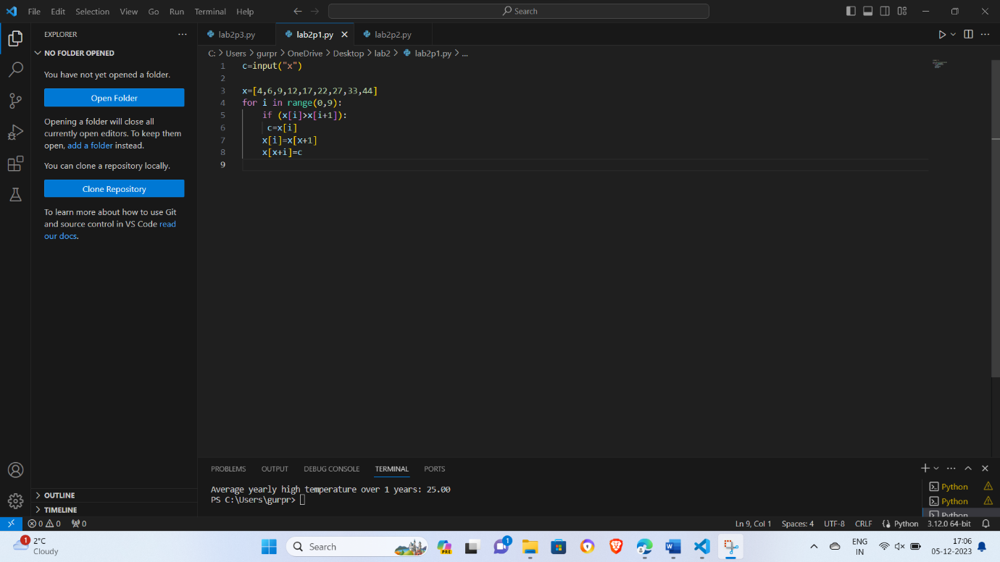 File Edit Selection View Go Run Terminal Help Search
EXPLORER
NO FOLDER OPENED
You have not yet opened a folder.
Open Folder
Opening a folder will close all
currently open editors. To keep them
open, add a folder instead.
You can clone a repository locally.
Clone Repository
To learn more about how to use Git
and source control in VS Code read
our docs.
OUTLINE
TIMELINE
lab2p3.py lab2p1.py lab2p2.py
C: > Users > gurpr > OneDrive > Desktop > lab2 > lab2p1.py > ...
1 c=input("x")
2
3 x=[4,6,9,12,17,22,27,33,44]
4 for i in range(0,9):
5     if (x[i]>x[i+1]):
6      c=x[i]
7     x[i]=x[x+1]
8     x[x+i]=c
9
PROBLEMS OUTPUT DEBUG CONSOLE TERMINAL PORTS
Average yearly high temperature over 1 years: 25.00
PS C:\Users\gurpr>
Python
Python
Python
0 0 0 Ln 9, Col 1 Spaces: 4 UTF-8 CRLF Python 3.12.0 64-bit
1 2°C
Cloudy
Search
PRE
1
ENG
IN
17:06
05-12-2023